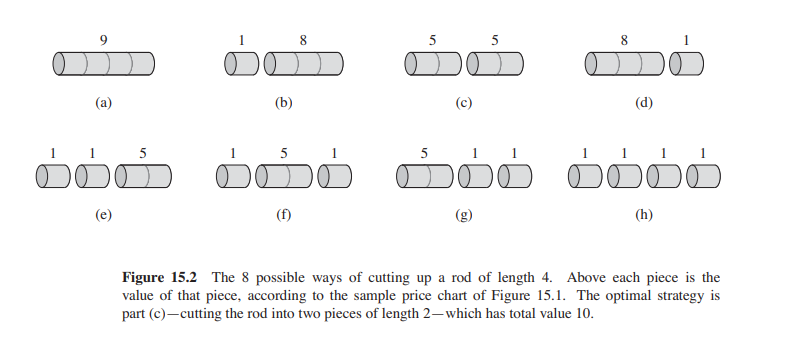 9 1 8 5 5 8 1
(a) (b) (c) (d)
1 1 5 1 5 1 5 1 1 1 1 1 1
(e) (f) (g) (h)
Figure 15.2 The 8 possible ways of cutting up a rod of length 4. Above each piece is the
value of that piece, according to the sample price chart of Figure 15.1. The optimal strategy is
part (c)—cutting the rod into two pieces of length 2—which has total value 10.